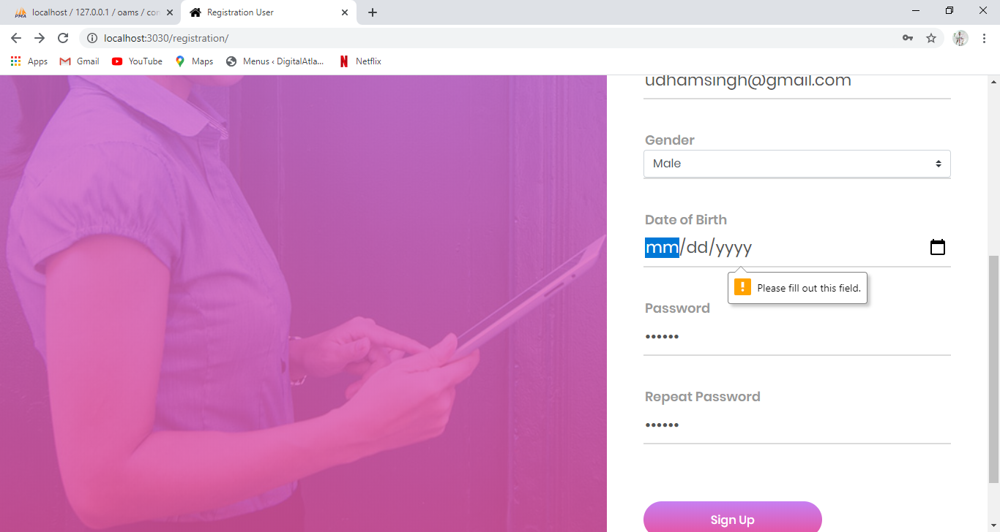 PMA
localhost / 127.0.0.1 / oams / con
Registration User
localhost:3030/registration/
Apps
Gmail
YouTube
Maps
Menus ‹ DigitalAtla...
Netflix
udhamsingh@gmail.com
Gender
Male
Date of Birth
mm/dd/yyyy
Please fill out this field.
Password
••••••
Repeat Password
••••••
Sign Up